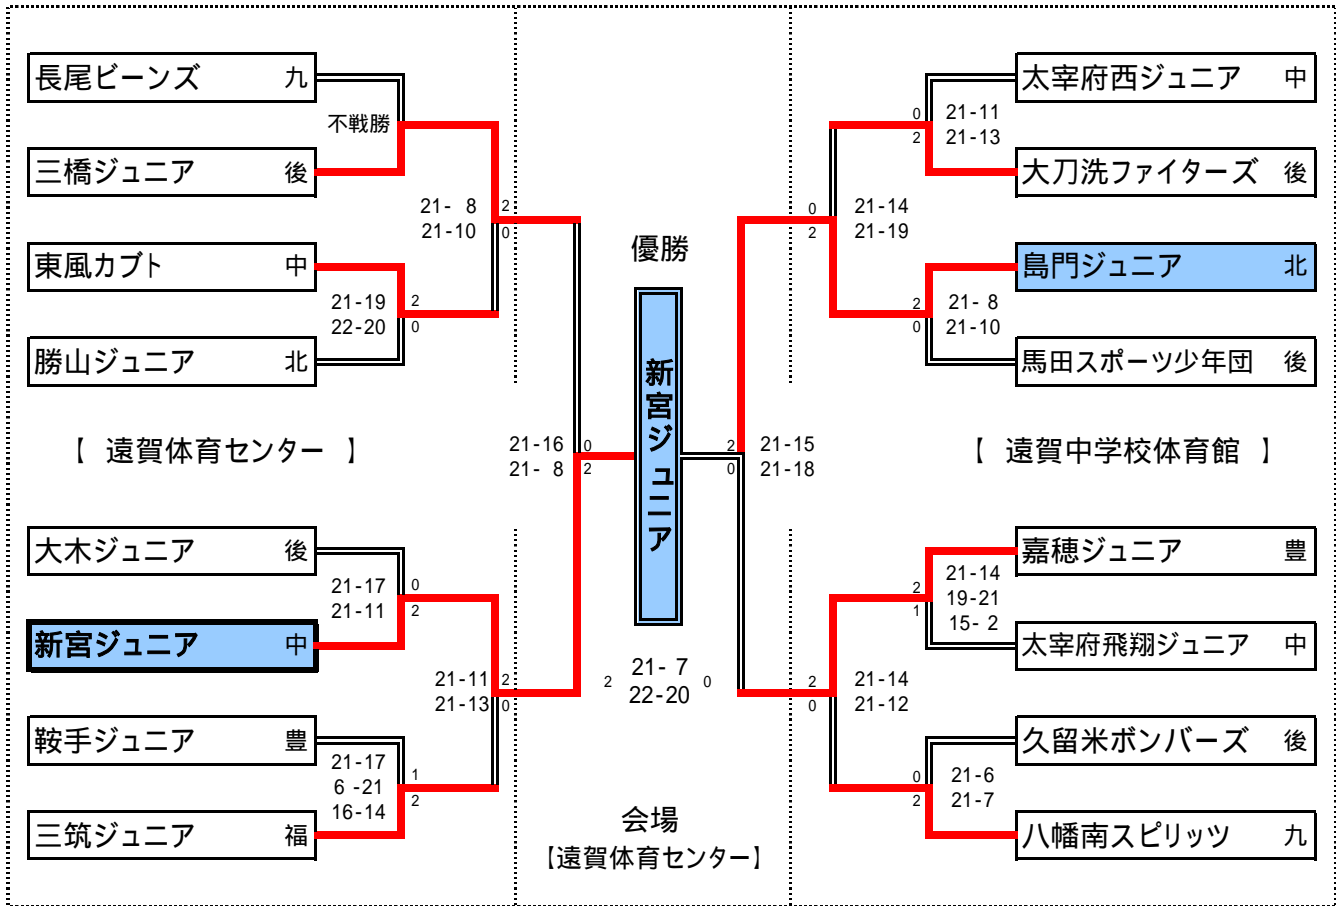 長尾ビーンズ 九
不戦勝
三橋ジュニア 後
21- 8 2
21-10 0
東風カブト 中
21-19 2
22-20 0
勝山ジュニア 北
【 遠賀体育センター 】
21-16 0
21- 8 2
大木ジュニア 後
21-17 0
21-11 2
新宮ジュニア 中
21-11 2
21-13 0
鞍手ジュニア 豊
21-17 1
6 -21
16-14 2
三筑ジュニア 福
優勝
新宮ジュニア
2 21- 7 0
22-20
会場
【遠賀体育センター】
太宰府西ジュニア 中
0 21-11
2 21-13
大刀洗ファイターズ 後
0 21-14
2 21-19
島門ジュニア 北
2 21- 8
0 21-10
馬田スポーツ少年団 後
2 21-15
0 21-18
【 遠賀中学校体育館 】
嘉穂ジュニア 豊
2 21-14
19-21
1 15- 2
太宰府飛翔ジュニア 中
2 21-14
0 21-12
久留米ボンバーズ 後
0 21-6
2 21-7
八幡南スピリッツ 九